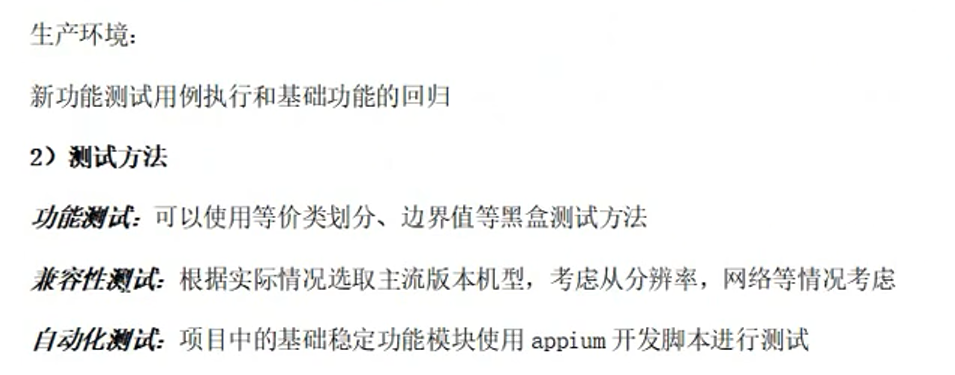 生产环境：
新功能测试用例执行和基础功能的回归
2）测试方法
功能测试：可以使用等价类划分、边界值等黑盒测试方法
兼容性测试：根据实际情况选取主流版本机型，考虑从分辨率，网络等情况考虑
自动化测试：项目中的基础稳定功能模块使用 appium 开发脚本进行测试